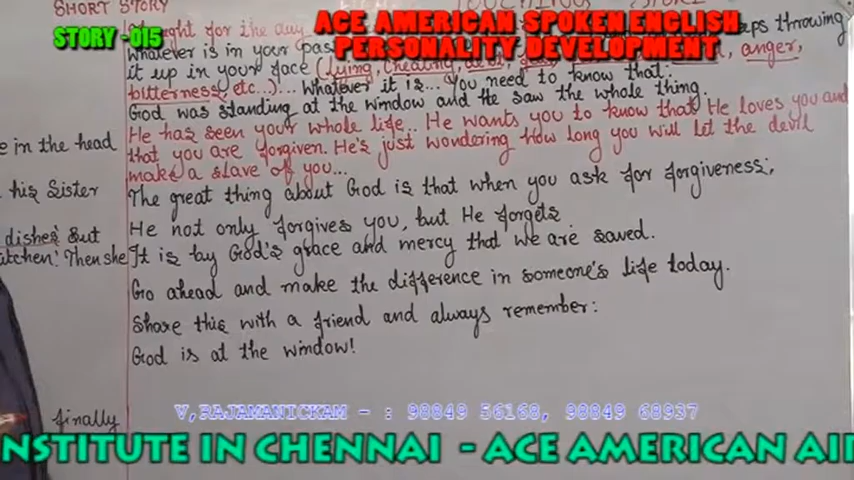 SHORT STORY
STORY -015
ACE AMERICAN SPOKEN ENGLISH
PERSONALITY DEVELOPMENT
for the day
throwing
Whatever is in your past
it up in your face (lying, cheating, debt, anger,
bitterness, etc..)... Whatever it is... You need to know that:
God was standing at the window and He saw the whole thing.
He has seen your whole life.. He wants you to know that He loves you and
that you are forgiven. He's just wondering how long you will let the devil
make a slave of you...
The great thing about God is that when you ask for forgiveness;
He not only forgives you, but He forgets
It is by God's grace and mercy that we are saved.
Go ahead and make the difference in someone's life today.
Share this with a friend and always remember:
God is at the window!
e in the head
his Sister
dishes But
itchen! Then she
finally
V,RAJAMANICKAM - : 98849 56168, 98849 68937
NSTITUTE IN CHENNAI - ACE AMERICAN AI